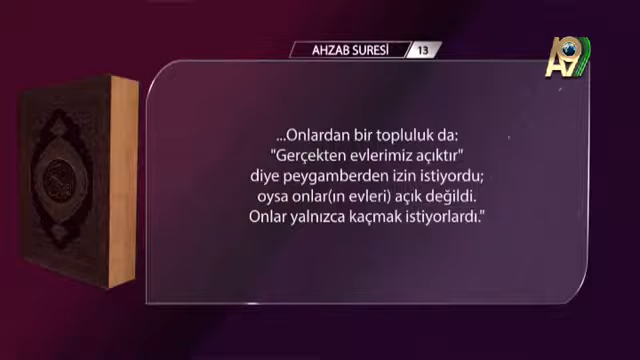 AHZAB SURESİ 13
A9
...Onlardan bir topluluk da:
"Gerçekten evlerimiz açıktır"
diye peygamberden izin istiyordu;
oysa onlar(ın evleri) açık değildi.
Onlar yalnızca kaçmak istiyorlardı."